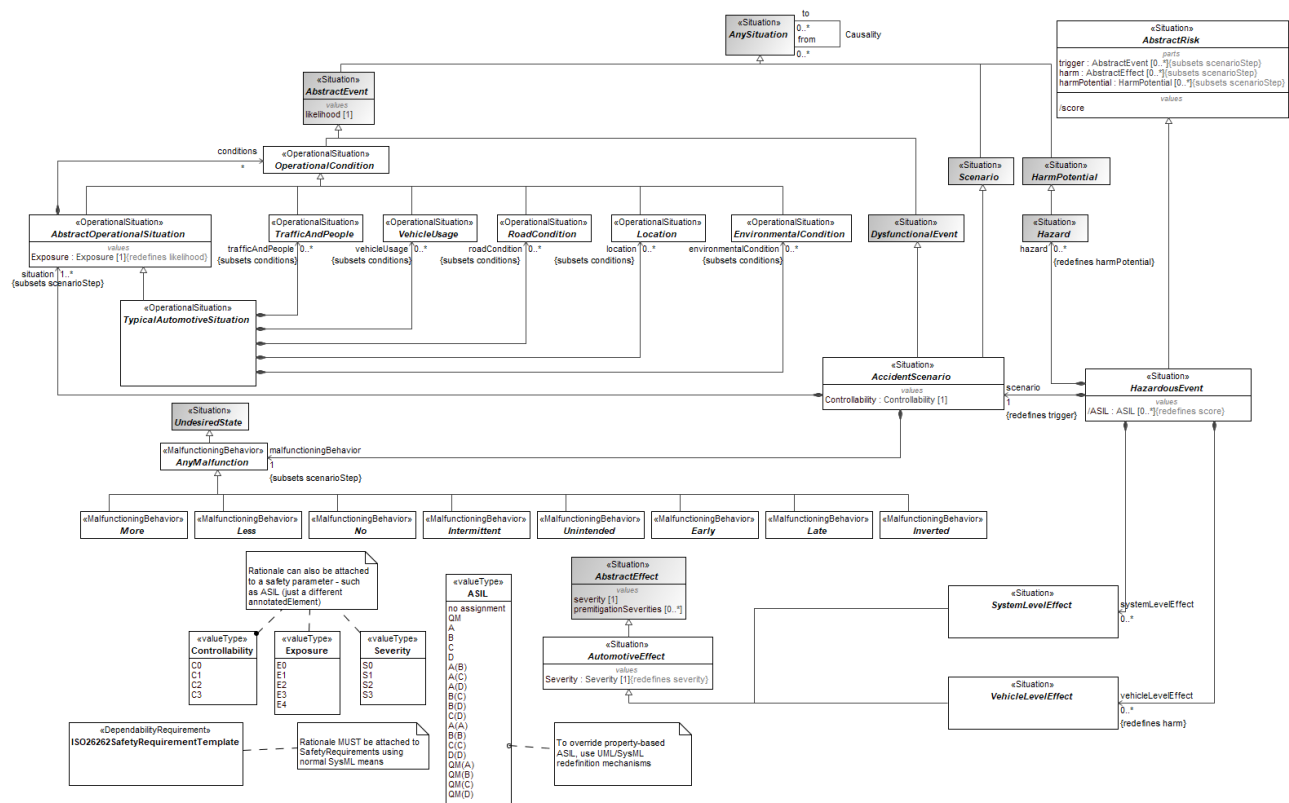 to
«Situation»
AnySituation
0..*
from
Causality
0..*
«Situation»
AbstractRisk
parts
trigger : AbstractEvent [0..*]{subsets scenarioStep}
harm : AbstractEffect [0..*]{subsets scenarioStep}
harmPotential : HarmPotential [0..*]{subsets scenarioStep}
values
/score
«Situation»
AbstractEvent
values
likelihood [1]
conditions
*
«OperationalSituation»
OperationalCondition
«Situation»
Scenario
«Situation»
HarmPotential
«OperationalSituation»
AbstractOperationalSituation
values
Exposure : Exposure [1]{redefines likelihood}
«OperationalSituation»
TrafficAndPeople
«OperationalSituation»
VehicleUsage
«OperationalSituation»
RoadCondition
«OperationalSituation»
Location
«OperationalSituation»
EnvironmentalCondition
«Situation»
DysfunctionalEvent
«Situation»
Hazard
trafficAndPeople 0..*
{subsets conditions}
vehicleUsage 0..*
{subsets conditions}
roadCondition 0..*
{subsets conditions}
location 0..*
{subsets conditions}
environmentalCondition 0..*
{subsets conditions}
hazard 0..*
{redefines harmPotential}
situation 1..*
{subsets scenarioStep}
«OperationalSituation»
TypicalAutomotiveSituation
«Situation»
AccidentScenario
values
Controllability : Controllability [1]
scenario
1
{redefines trigger}
«Situation»
HazardousEvent
values
/ASIL : ASIL [0..*]{redefines score}
«Situation»
UndesiredState
«MalfunctioningBehavior»
AnyMalfunction
malfunctioningBehavior
1
{subsets scenarioStep}
«MalfunctioningBehavior»
More
«MalfunctioningBehavior»
Less
«MalfunctioningBehavior»
No
«MalfunctioningBehavior»
Intermittent
«MalfunctioningBehavior»
Unintended
«MalfunctioningBehavior»
Early
«MalfunctioningBehavior»
Late
«MalfunctioningBehavior»
Inverted
Rationale can also be attached
to a safety parameter - such
as ASIL (just a different
annotatedElement)
«valueType»
Controllability
C0
C1
C2
C3
«valueType»
Exposure
E0
E1
E2
E3
E4
«valueType»
Severity
S0
S1
S2
S3
«valueType»
ASIL
no assignment
QM
A
B
C
D
A(B)
A(C)
A(D)
B(C)
B(D)
C(D)
A(A)
B(B)
C(C)
D(D)
QM(A)
QM(B)
QM(C)
QM(D)
«Situation»
AbstractEffect
values
severity [1]
premitigationSeverities [0..*]
«Situation»
AutomotiveEffect
values
Severity : Severity [1]{redefines severity}
«Situation»
SystemLevelEffect
systemLevelEffect
0..*
«Situation»
VehicleLevelEffect
vehicleLevelEffect
0..*
{redefines harm}
«DependabilityRequirement»
ISO26262SafetyRequirementTemplate
Rationale MUST be attached to
SafetyRequirements using
normal SysML means
To override property-based
ASIL, use UML/SysML
redefinition mechanisms